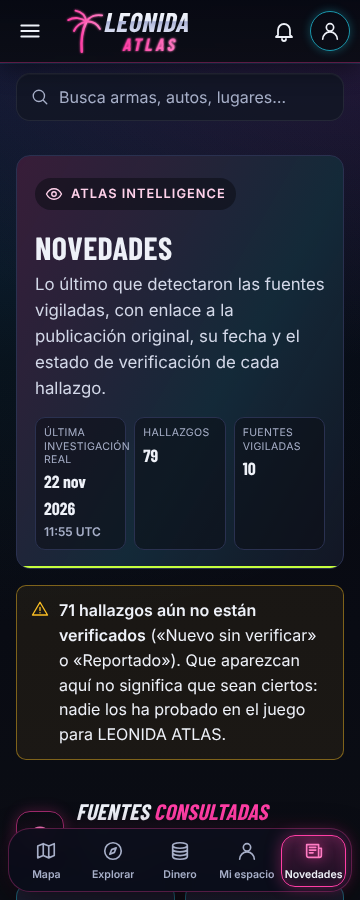 LEONIDA
ATLAS
Busca armas, autos, lugares...
ATLAS INTELLIGENCE
NOVEDADES
Lo último que detectaron las fuentes
vigiladas, con enlace a la
publicación original, su fecha y el
estado de verificación de cada
hallazgo.
ÚLTIMA
INVESTIGACIÓN
REAL
22 nov
2026
11:55 UTC
HALLAZGOS
79
FUENTES
VIGILADAS
10
71 hallazgos aún no están
verificados («Nuevo sin verificar»
o «Reportado»). Que aparezcan
aquí no significa que sean ciertos:
nadie los ha probado en el juego
para LEONIDA ATLAS.
FUENTES CONSULTADAS
Mapa
Explorar
Dinero
Mi espacio
Novedades